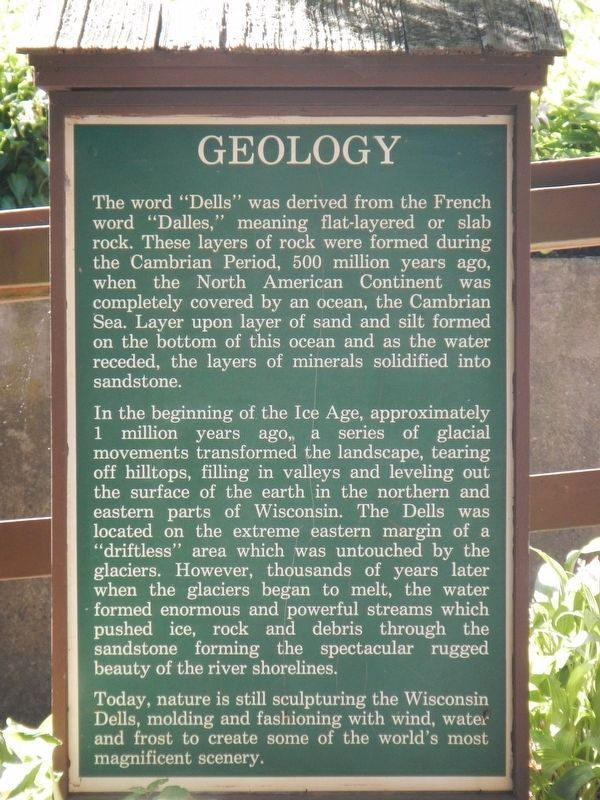 GEOLOGY
The word "Dells" was derived from the French
word "Dalles," meaning flat-layered or slab
rock. These layers of rock were formed during
the Cambrian Period, 500 million years ago,
when the North American Continent was
completely covered by an ocean, the Cambrian
Sea. Layer upon layer of sand and silt formed
on the bottom of this ocean and as the water
receded, the layers of minerals solidified into
sandstone.
In the beginning of the Ice Age, approximately
1 million years ago,, a series of glacial
movements transformed the landscape, tearing
off hilltops, filling in valleys and leveling out
the surface of the earth in the northern and
eastern parts of Wisconsin. The Dells was
located on the extreme eastern margin of a
"driftless" area which was untouched by the
glaciers. However, thousands of years later
when the glaciers began to melt, the water
formed enormous and powerful streams which
pushed ice, rock and debris through the
sandstone forming the spectacular rugged
beauty of the river shorelines.
Today, nature is still sculpturing the Wisconsin
Dells, molding and fashioning with wind, water
and frost to create some of the world's most
magnificent scenery.